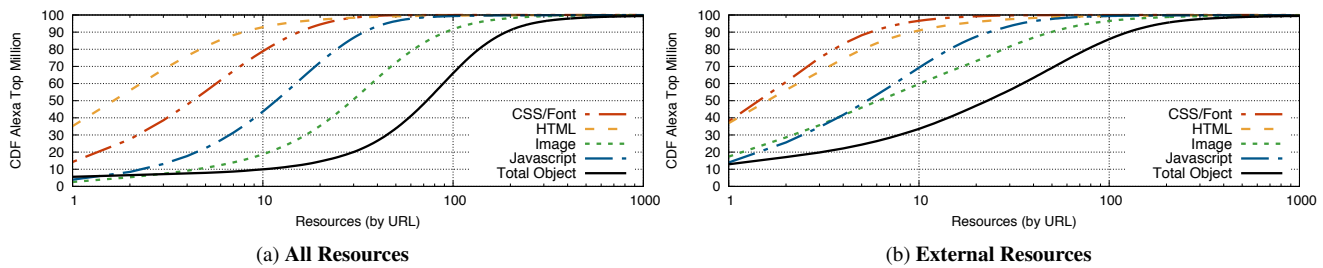 CDF Alexa Top Million
100
90
80
70
60
50
40
30
20
10
0
1
10
100
1000
Resources (by URL)
CSS/Font
HTML
Image
Javascript
Total Object
(a) All Resources
CDF Alexa Top Million
100
90
80
70
60
50
40
30
20
10
0
1
10
100
1000
Resources (by URL)
CSS/Font
HTML
Image
Javascript
Total Object
(b) External Resources